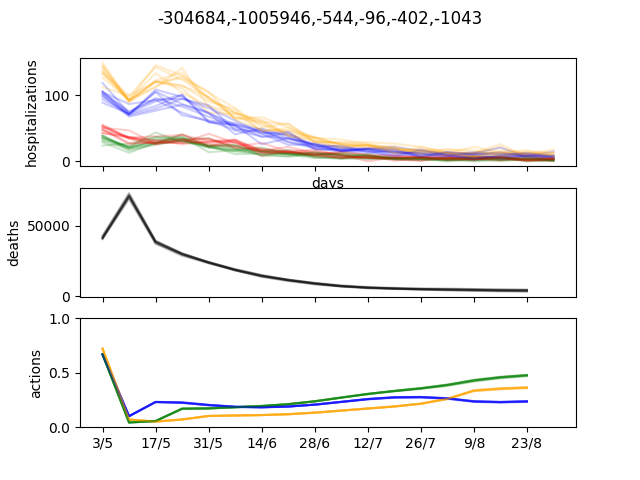 -304684,-1005946,-544,-96,-402,-1043
hospitalizations
100
0
days
deaths
50000
0
actions
1.0
0.5
0.0
3/5 17/5 31/5 14/6 28/6 12/7 26/7 9/8 23/8